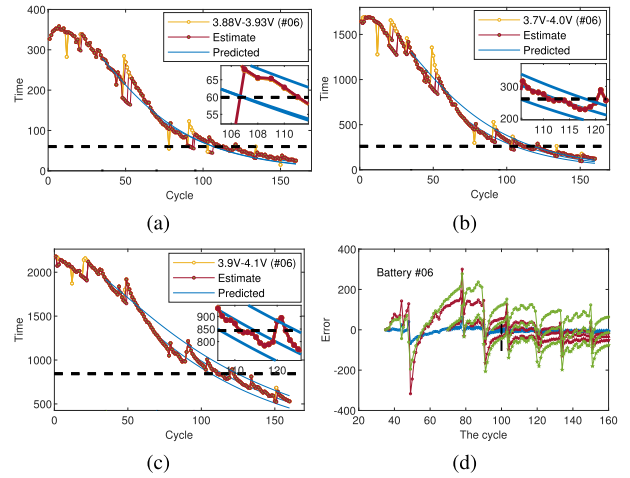 400
300
200
100
0
Time
0
50
100
150
Cycle
3.88V-3.93V (#06)
Estimate
Predicted
65
60
55
106
108
110
(a)
1500
1000
500
0
Time
0
50
100
150
Cycle
3.7V-4.0V (#06)
Estimate
Predicted
300
200
110
120
(b)
2000
1500
1000
500
Time
0
50
100
150
Cycle
3.9V-4.1V (#06)
Estimate
Predicted
900
850
800
120
(c)
400
200
0
-200
-400
Error
20
40
60
80
100
120
140
160
The cycle
Battery #06
(d)